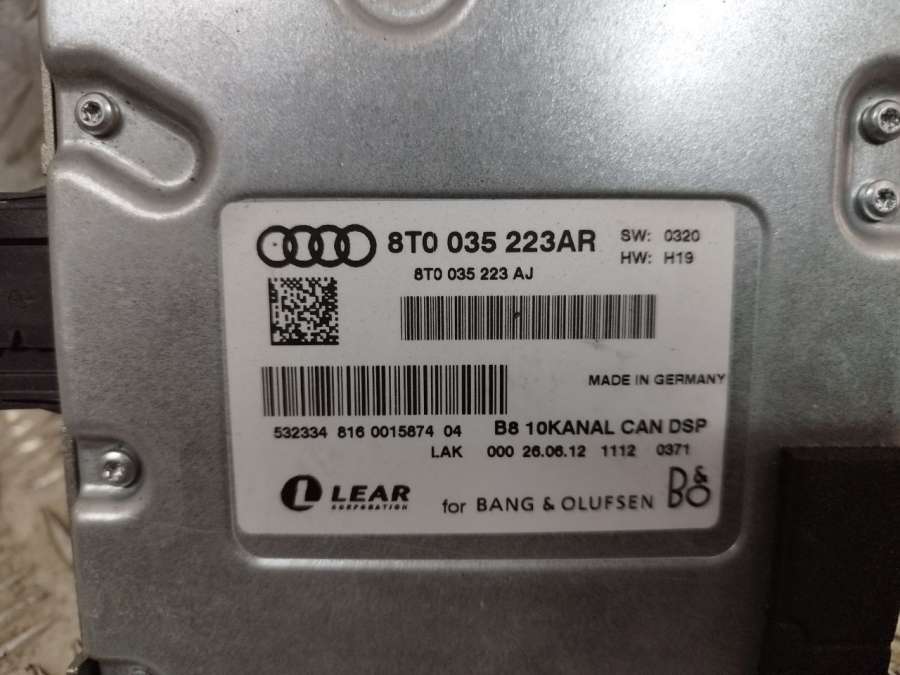 8T0 035 223AR SW: 0320
8T0 035 223 AJ HW: H19
MADE IN GERMANY
532334 816 0015874 04 B8 10KANAL CAN DSP
LAK 000 26.06.12 1112 0371
L LEAR CORPORATION for BANG & OLUFSEN B&O